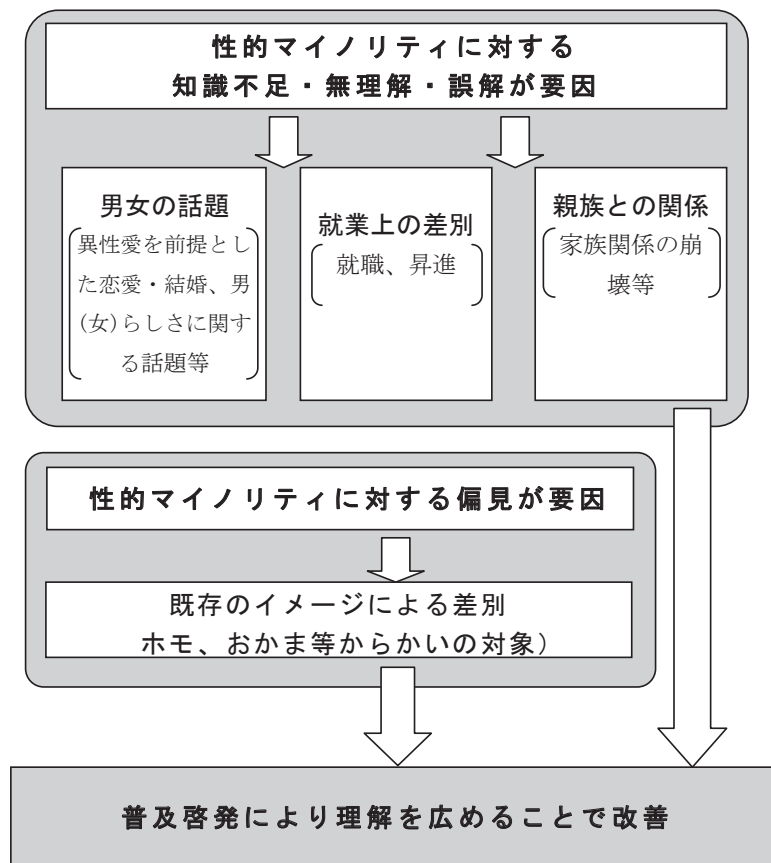 性的マイノリティに対する
知識不足・無理解・誤解が要因
男女の話題
異性愛を前提とし
た恋愛・結婚、男
(女)らしさに関す
る話題等
就業上の差別
就職、昇進
親族との関係
家族関係の崩
壊等
性的マイノリティに対する偏見が要因
既存のイメージによる差別
ホモ、おかま等からかいの対象）
普及啓発により理解を広めることで改善